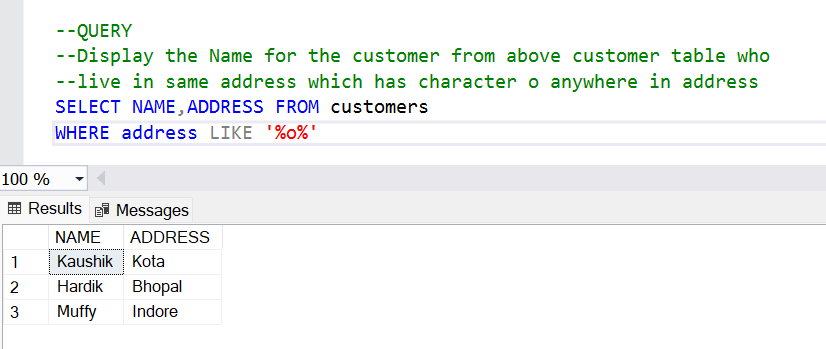 --QUERY
--Display the Name for the customer from above customer table who
--live in same address which has character o anywhere in address
SELECT NAME,ADDRESS FROM customers
WHERE address LIKE '%o%'
100 %
Results Messages
NAME ADDRESS
1 Kaushik Kota
2 Hardik Bhopal
3 Muffy Indore